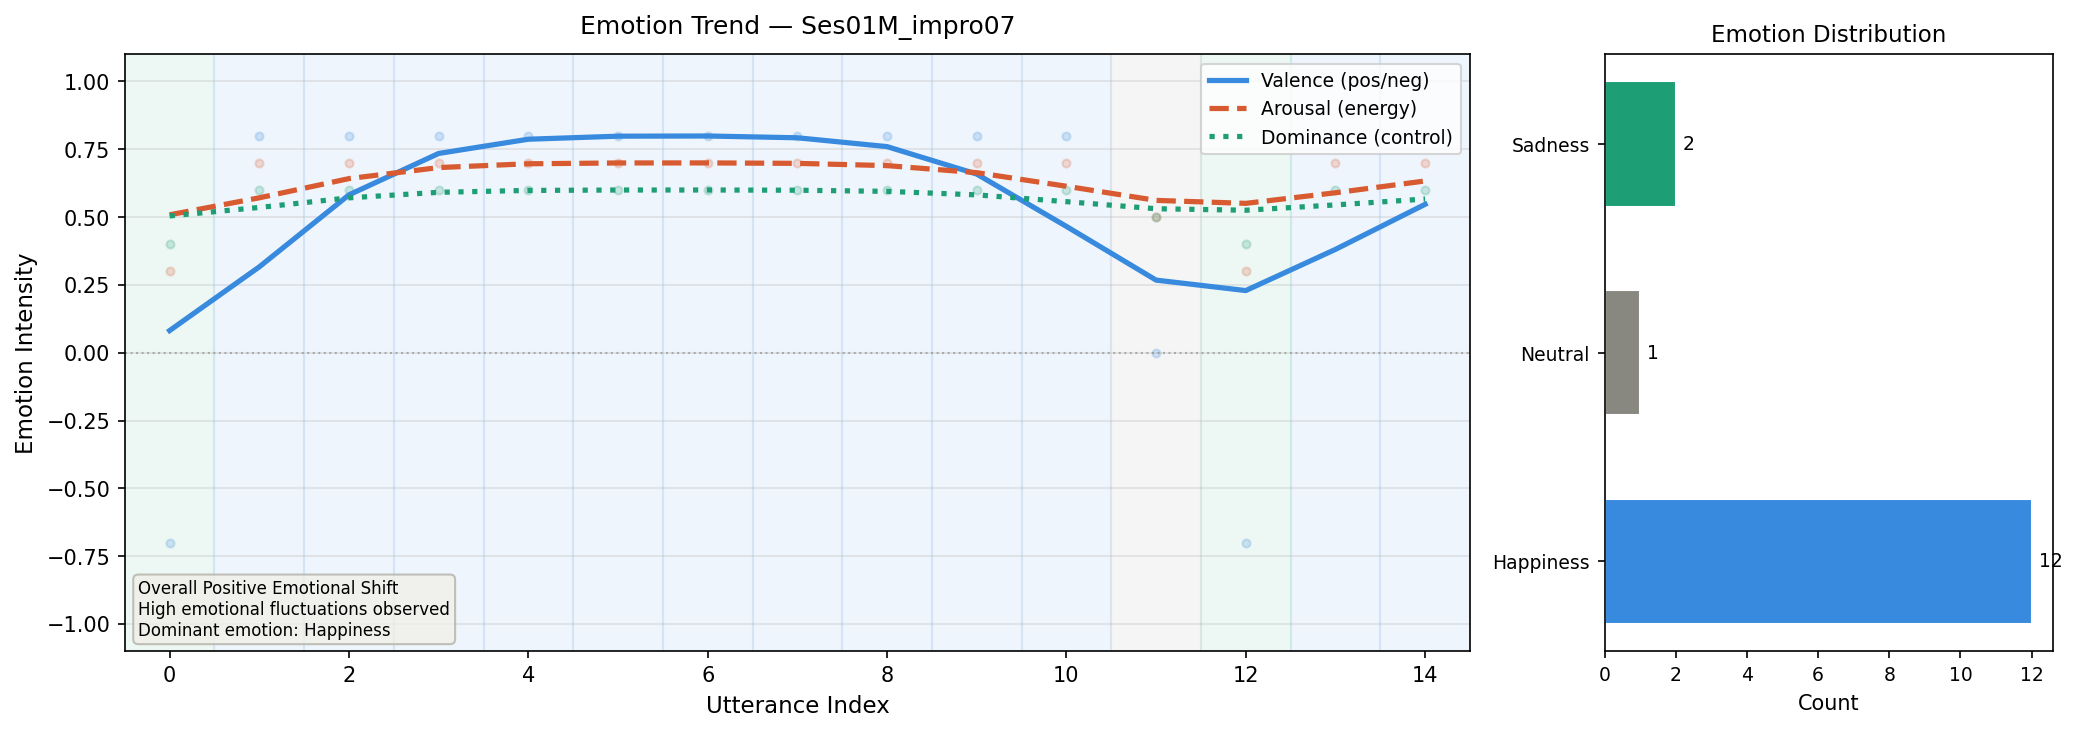 Emotion Trend — Ses01M_impro07
Emotion Intensity
1.00
0.75
0.50
0.25
0.00
−0.25
−0.50
−0.75
−1.00
Valence (pos/neg)
Arousal (energy)
Dominance (control)
Overall Positive Emotional Shift
High emotional fluctuations observed
Dominant emotion: Happiness
0 2 4 6 8 10 12 14
Utterance Index
Emotion Distribution
Sadness 2
Neutral 1
Happiness 12
0 2 4 6 8 10 12
Count